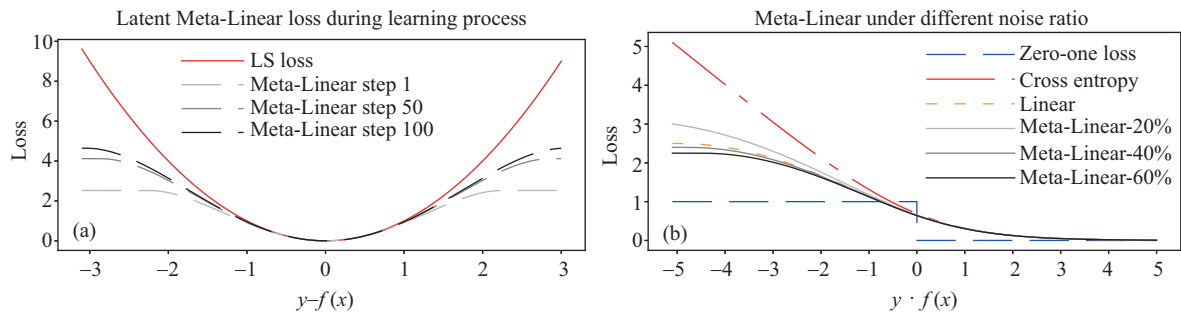 Latent Meta-Linear loss during learning process
10
8
6
4
2
0
Loss
LS loss
Meta-Linear step 1
Meta-Linear step 50
Meta-Linear step 100
(a)
–3 –2 –1 0 1 2 3
y–f(x)
Meta-Linear under different noise ratio
5
4
3
2
1
0
Loss
Zero-one loss
Cross entropy
Linear
Meta-Linear-20%
Meta-Linear-40%
Meta-Linear-60%
(b)
–5 –4 –3 –2 –1 0 1 2 3 4 5
y · f(x)